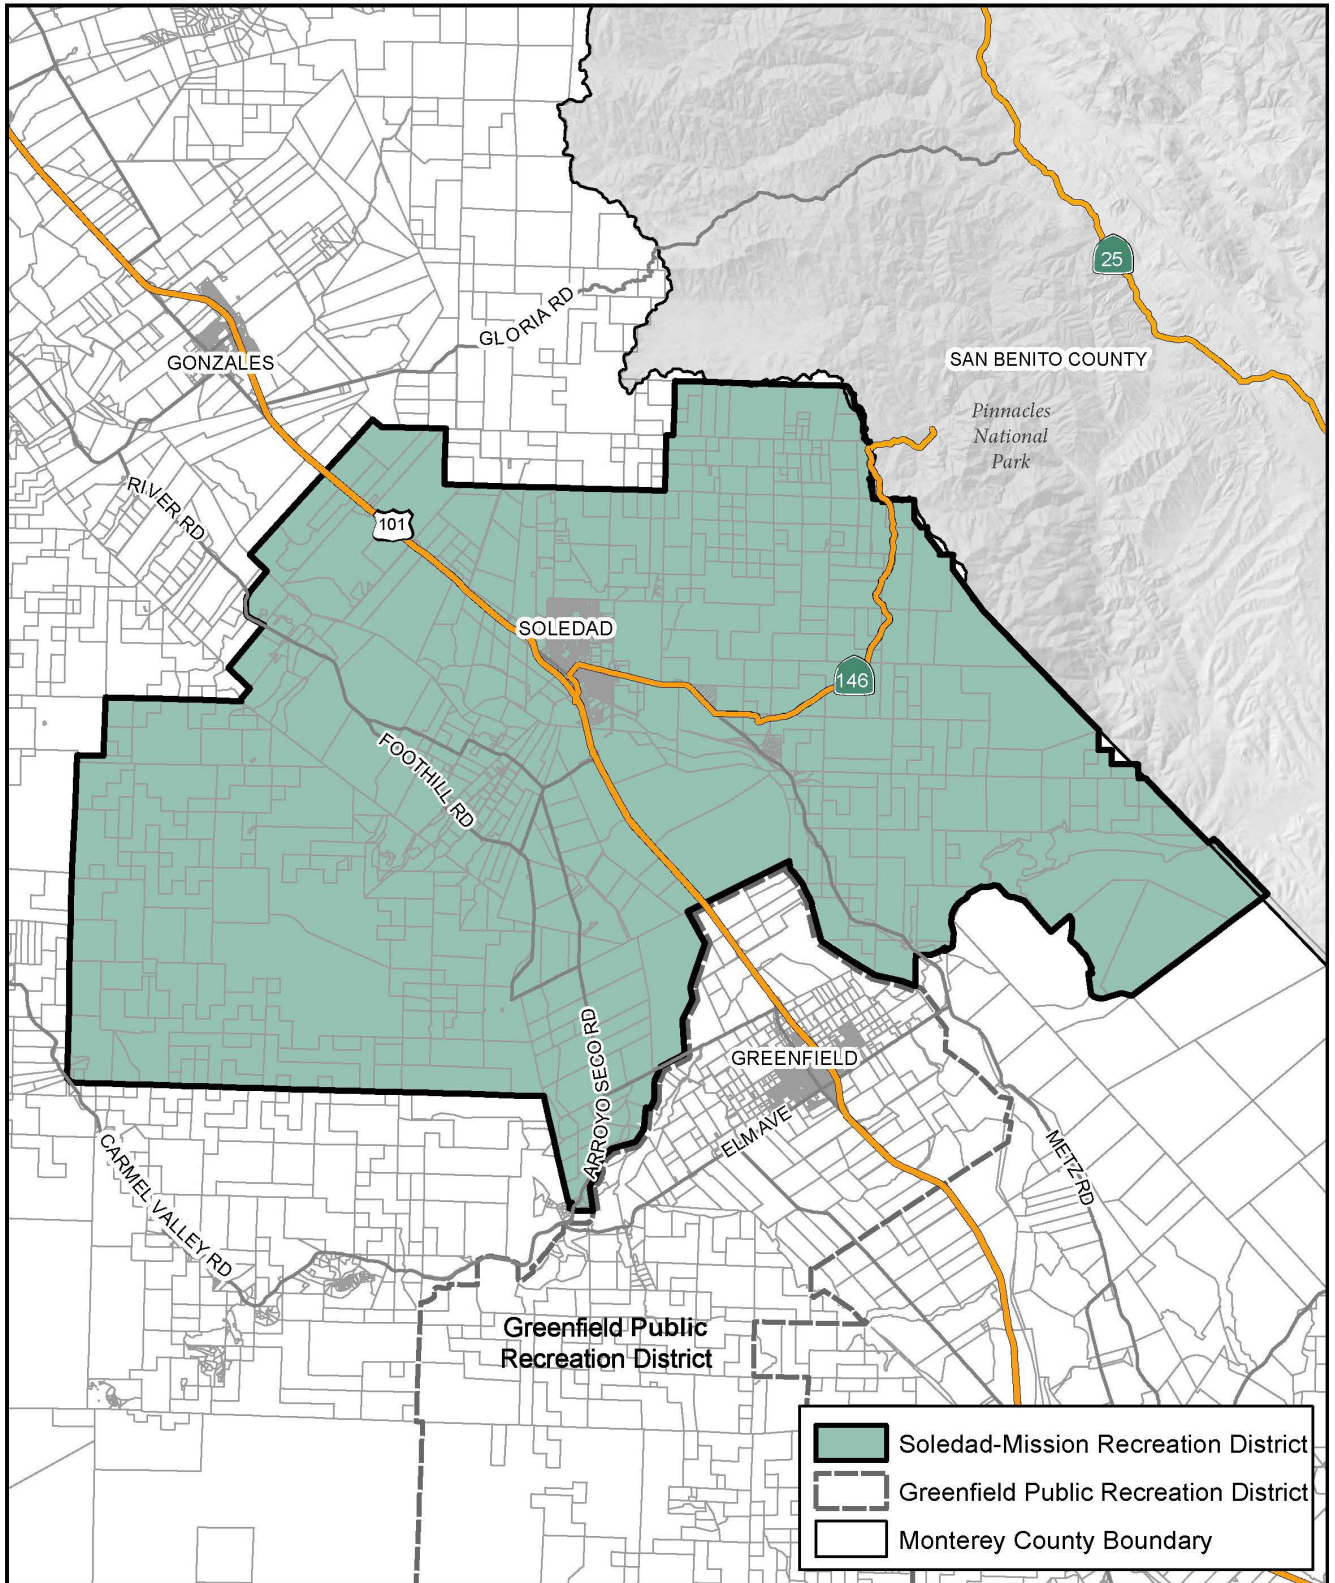 25
SAN BENITO COUNTY
GLORIA RD
GONZALES
Pinnacles
National
Park
RIVER RD
101
SOLEDAD
146
FOOTHILL RD
ARROYO SECO RD
GREENFIELD
ELM AVE
METZ RD
CARMEL VALLEY RD
Greenfield Public
Recreation District
Soledad-Mission Recreation District
Greenfield Public Recreation District
Monterey County Boundary